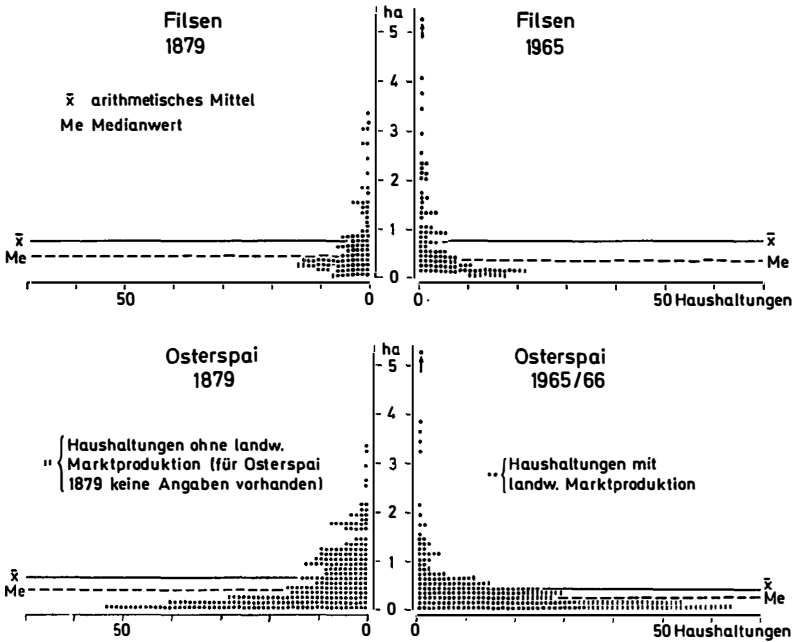 Filsen
1879
ha
Filsen
1965
5
4
3
2
1
0
x̄ arithmetisches Mittel
Me Medianwert
x̄
Me
x̄
Me
50
0
0
50 Haushaltungen
Osterspai
1879
ha
Osterspai
1965/66
5
4
3
2
1
0
Haushaltungen ohne landw.
Marktproduktion (für Osterspai
1879 keine Angaben vorhanden)
Haushaltungen mit
landw. Marktproduktion
x̄
Me
x̄
Me
50
0
0
50 Haushaltungen